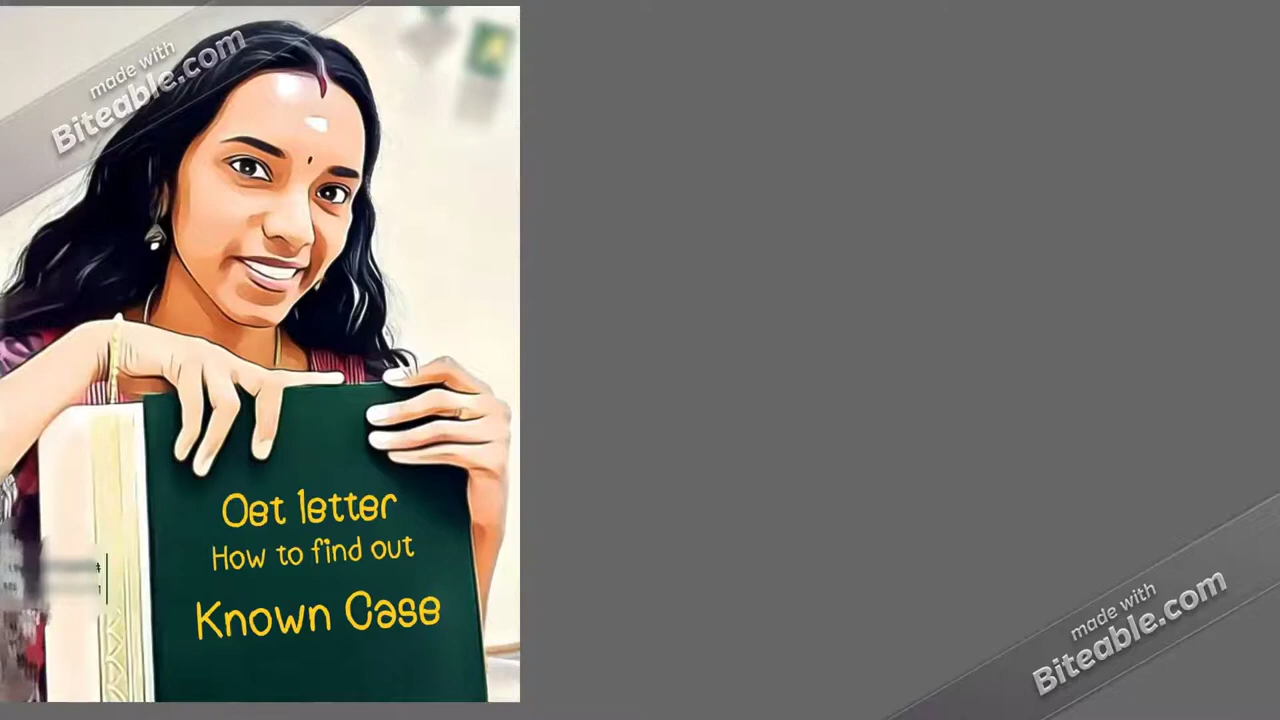 made with
Biteable.com
Oet letter
How to find out
Known Case
made with
Biteable.com